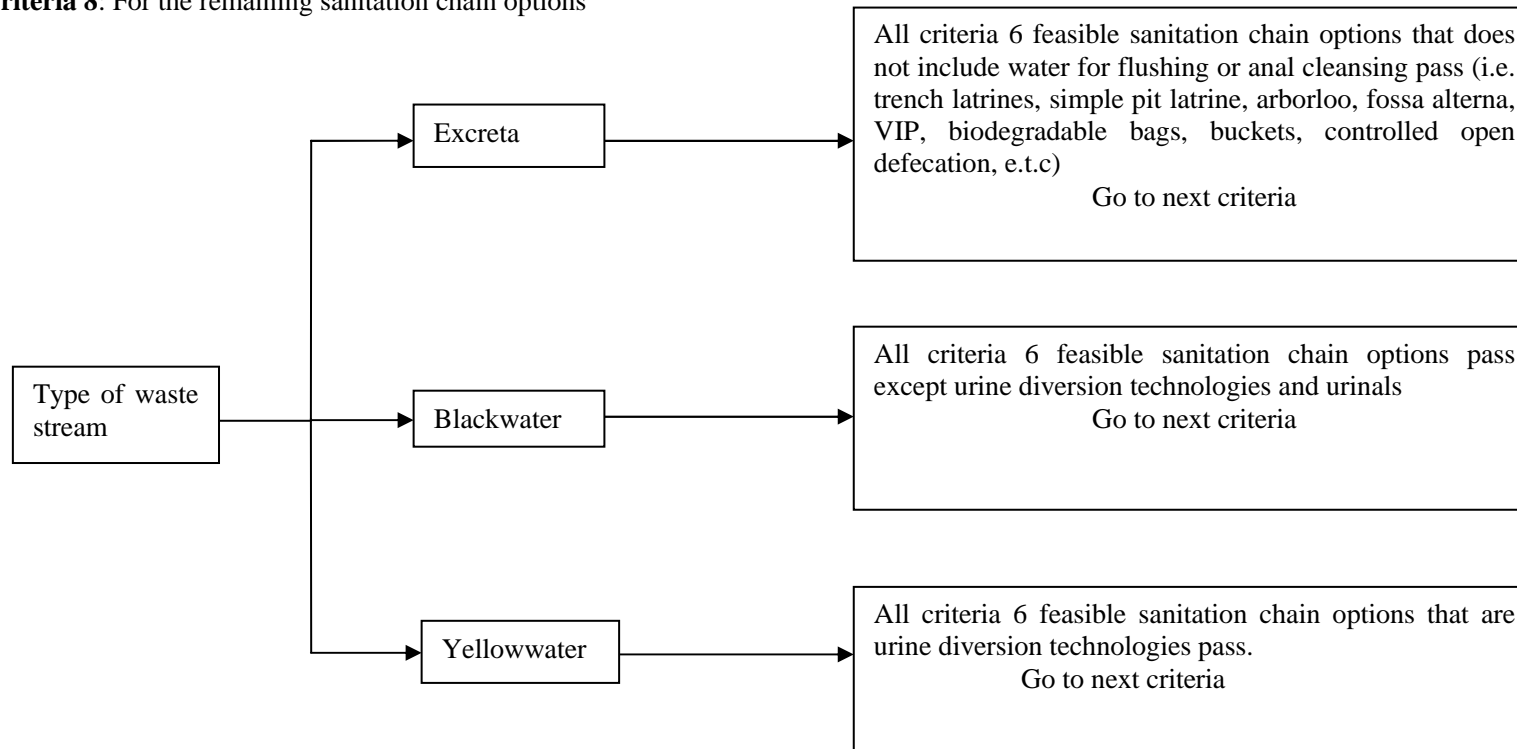 riteria 8: For the remaining sanitation chain options
All criteria 6 feasible sanitation chain options that does
not include water for flushing or anal cleansing pass (i.e.
trench latrines, simple pit latrine, arborloo, fossa alterna,
VIP, biodegradable bags, buckets, controlled open
defecation, e.t.c)
Go to next criteria
Excreta
All criteria 6 feasible sanitation chain options pass
except urine diversion technologies and urinals
Go to next criteria
Type of waste
stream
Blackwater
All criteria 6 feasible sanitation chain options that are
urine diversion technologies pass.
Go to next criteria
Yellowwater